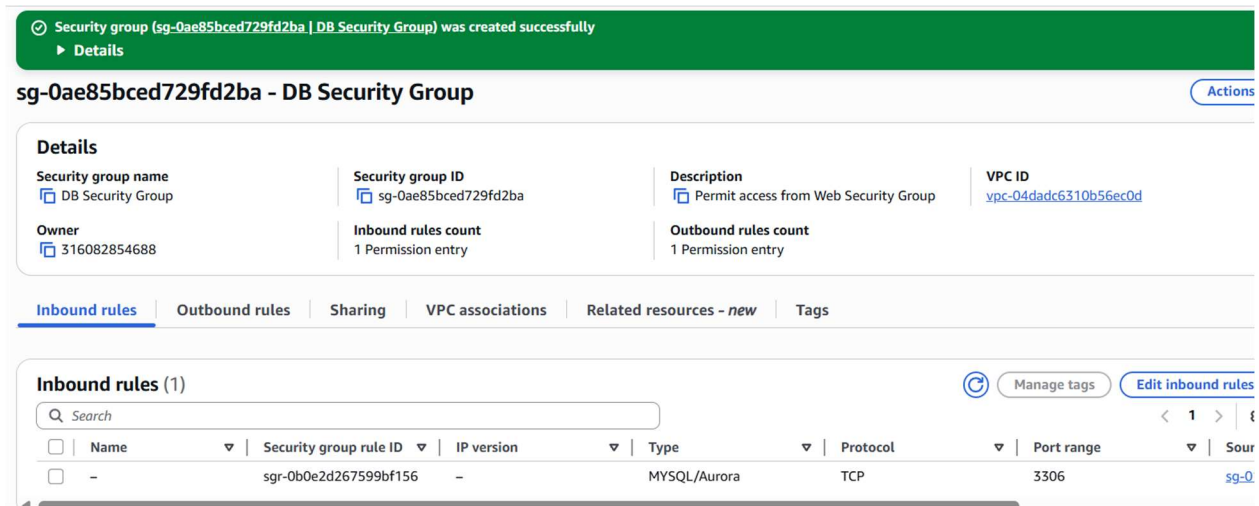 Security group (sg-0ae85bced729fd2ba | DB Security Group) was created successfully
Details
sg-0ae85bced729fd2ba - DB Security Group
Actions
Details
Security group name
DB Security Group
Security group ID
sg-0ae85bced729fd2ba
Description
Permit access from Web Security Group
VPC ID
vpc-04dadc6310b56ec0d
Owner
316082854688
Inbound rules count
1 Permission entry
Outbound rules count
1 Permission entry
Inbound rules Outbound rules Sharing VPC associations Related resources - new Tags
Inbound rules (1)
Manage tags Edit inbound rules
Search
1
Name Security group rule ID IP version Type Protocol Port range
– sgr-0b0e2d267599bf156 – MYSQL/Aurora TCP 3306